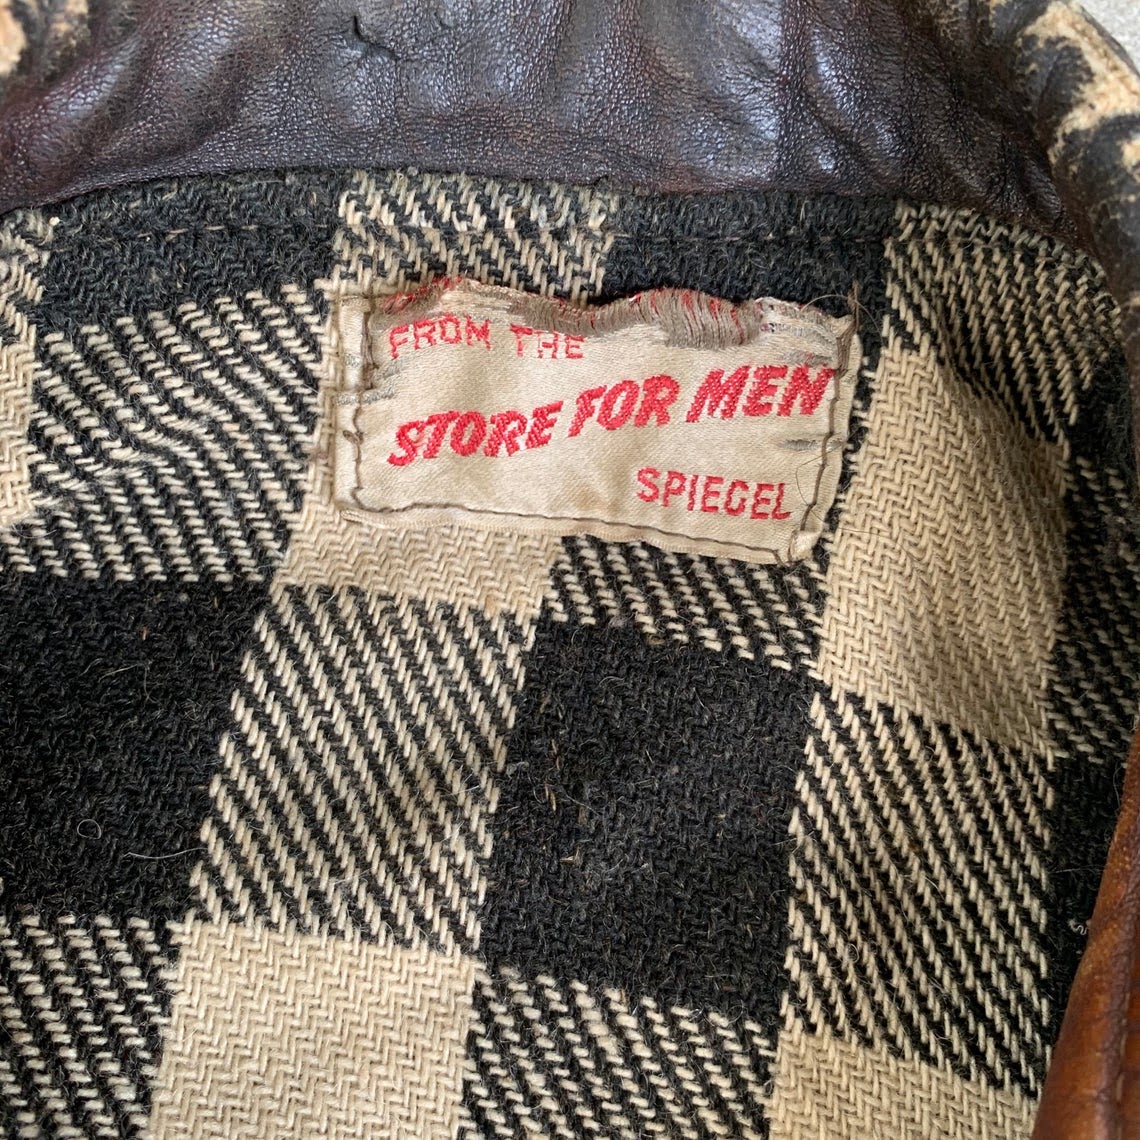 FROM THE
STORE FOR MEN
SPIEGEL